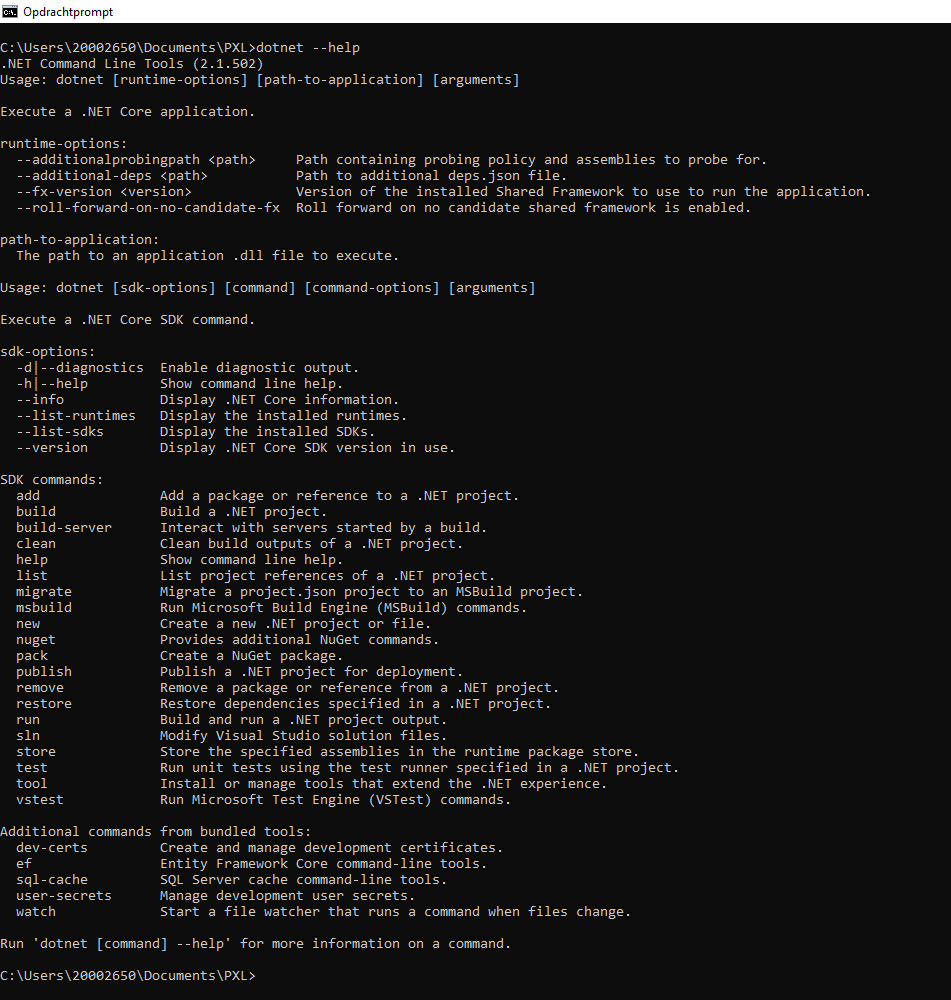 Opdrachtprompt
C:\Users\20002650\Documents\PXL>dotnet --help
.NET Command Line Tools (2.1.502)
Usage: dotnet [runtime-options] [path-to-application] [arguments]
Execute a .NET Core application.
runtime-options:
  --additionalprobingpath <path>     Path containing probing policy and assemblies to probe for.
  --additional-deps <path>           Path to additional deps.json file.
  --fx-version <version>             Version of the installed Shared Framework to use to run the application.
  --roll-forward-on-no-candidate-fx  Roll forward on no candidate shared framework is enabled.
path-to-application:
  The path to an application .dll file to execute.
Usage: dotnet [sdk-options] [command] [command-options] [arguments]
Execute a .NET Core SDK command.
sdk-options:
  -d|--diagnostics  Enable diagnostic output.
  -h|--help         Show command line help.
  --info            Display .NET Core information.
  --list-runtimes   Display the installed runtimes.
  --list-sdks       Display the installed SDKs.
  --version         Display .NET Core SDK version in use.
SDK commands:
  add               Add a package or reference to a .NET project.
  build             Build a .NET project.
  build-server      Interact with servers started by a build.
  clean             Clean build outputs of a .NET project.
  help              Show command line help.
  list              List project references of a .NET project.
  migrate           Migrate a project.json project to an MSBuild project.
  msbuild           Run Microsoft Build Engine (MSBuild) commands.
  new               Create a new .NET project or file.
  nuget             Provides additional NuGet commands.
  pack              Create a NuGet package.
  publish           Publish a .NET project for deployment.
  remove            Remove a package or reference from a .NET project.
  restore           Restore dependencies specified in a .NET project.
  run               Build and run a .NET project output.
  sln               Modify Visual Studio solution files.
  store             Store the specified assemblies in the runtime package store.
  test              Run unit tests using the test runner specified in a .NET project.
  tool              Install or manage tools that extend the .NET experience.
  vstest            Run Microsoft Test Engine (VSTest) commands.
Additional commands from bundled tools:
  dev-certs         Create and manage development certificates.
  ef                Entity Framework Core command-line tools.
  sql-cache         SQL Server cache command-line tools.
  user-secrets      Manage development user secrets.
  watch             Start a file watcher that runs a command when files change.
Run 'dotnet [command] --help' for more information on a command.
C:\Users\20002650\Documents\PXL>